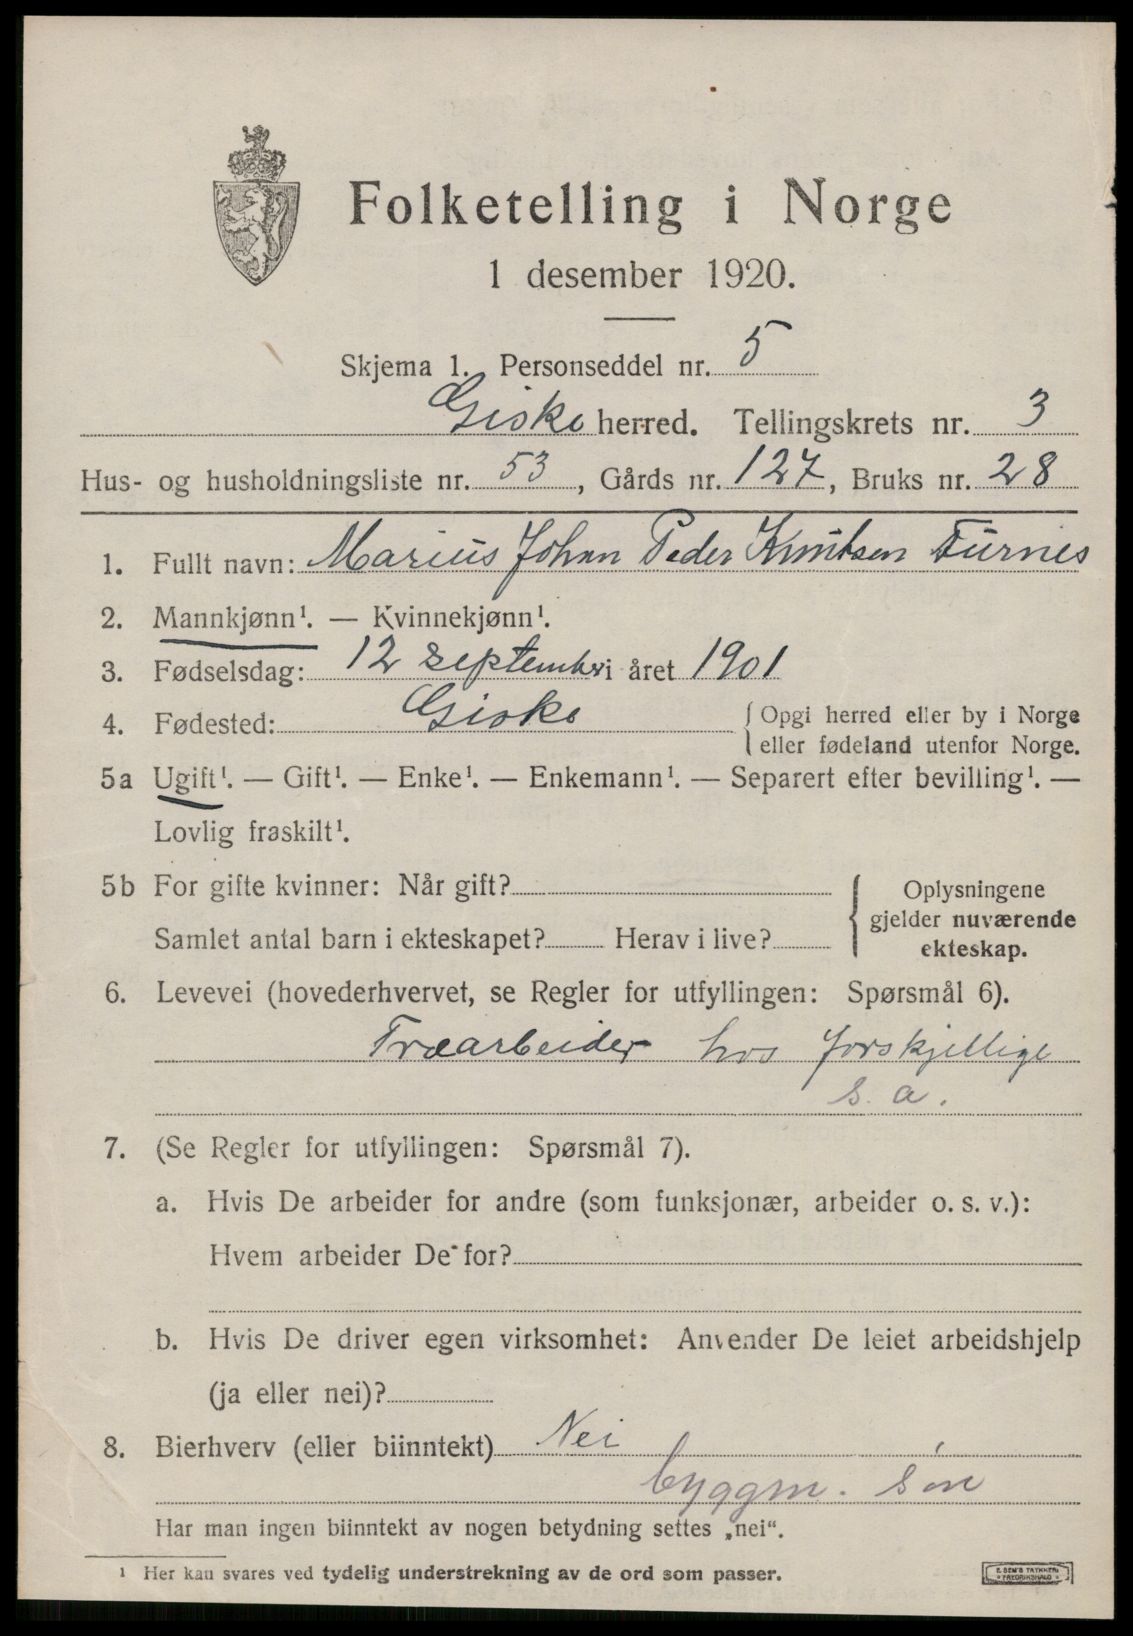 Folketelling i Norge
1 desember 1920.
Skjema 1. Personseddel nr. 5
Giske herred. Tellingskrets nr. 3
Hus- og husholdningsliste nr. 53, Gårds nr. 127, Bruks nr. 28
1. Fullt navn: Marius Johan Peder Knutsen Furnes
2. Mannkjønn¹. — Kvinnekjønn¹.
3. Fødselsdag: 12 september i året 1901
4. Fødested: Giske { Opgi herred eller by i Norge
eller fødeland utenfor Norge.
5a Ugift¹. — Gift¹. — Enke¹. — Enkemann¹. — Separert efter bevilling¹. —
Lovlig fraskilt¹.
5b For gifte kvinner: Når gift?
Samlet antal barn i ekteskapet? Herav i live?
{ Oplysningene
gjelder nuværende
ekteskap.
6. Levevei (hovederhvervet, se Regler for utfyllingen: Spørsmål 6).
Træarbeider hos forskjellige
s. a.
7. (Se Regler for utfyllingen: Spørsmål 7).
a. Hvis De arbeider for andre (som funksjonær, arbeider o. s. v.):
Hvem arbeider De for?
b. Hvis De driver egen virksomhet: Anvender De leiet arbeidshjelp
(ja eller nei)?
8. Bierhverv (eller biinntekt) Nei
byggm. søn
Har man ingen biinntekt av nogen betydning settes „nei“.
¹ Her kan svares ved tydelig understrekning av de ord som passer.
E. SEM'S TRYKKERI
FREDRIKSHALD